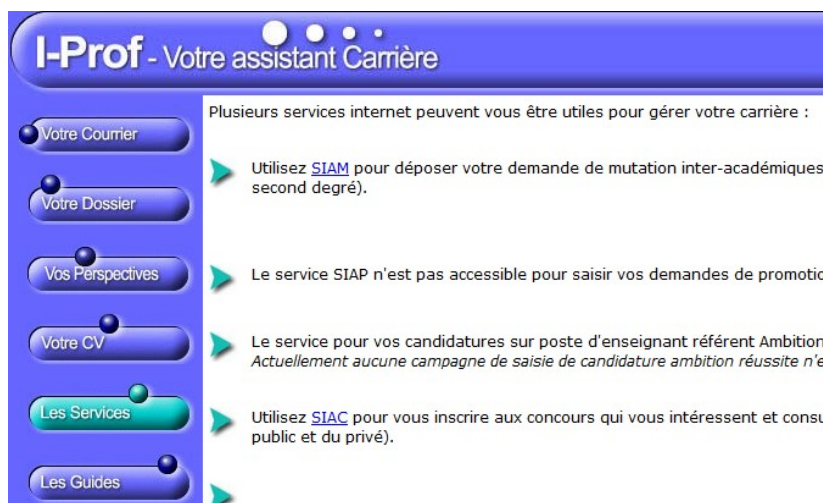 I-Prof - Votre assistant Carrière
Votre Courrier
Votre Dossier
Vos Perspectives
Votre CV
Les Services
Les Guides
Plusieurs services internet peuvent vous être utiles pour gérer votre carrière :
Utilisez SIAM pour déposer votre demande de mutation inter-académiques
second degré).
Le service SIAP n'est pas accessible pour saisir vos demandes de promotio
Le service pour vos candidatures sur poste d'enseignant référent Ambition
Actuellement aucune campagne de saisie de candidature ambition réussite n'e
Utilisez SIAC pour vous inscrire aux concours qui vous intéressent et consu
public et du privé).